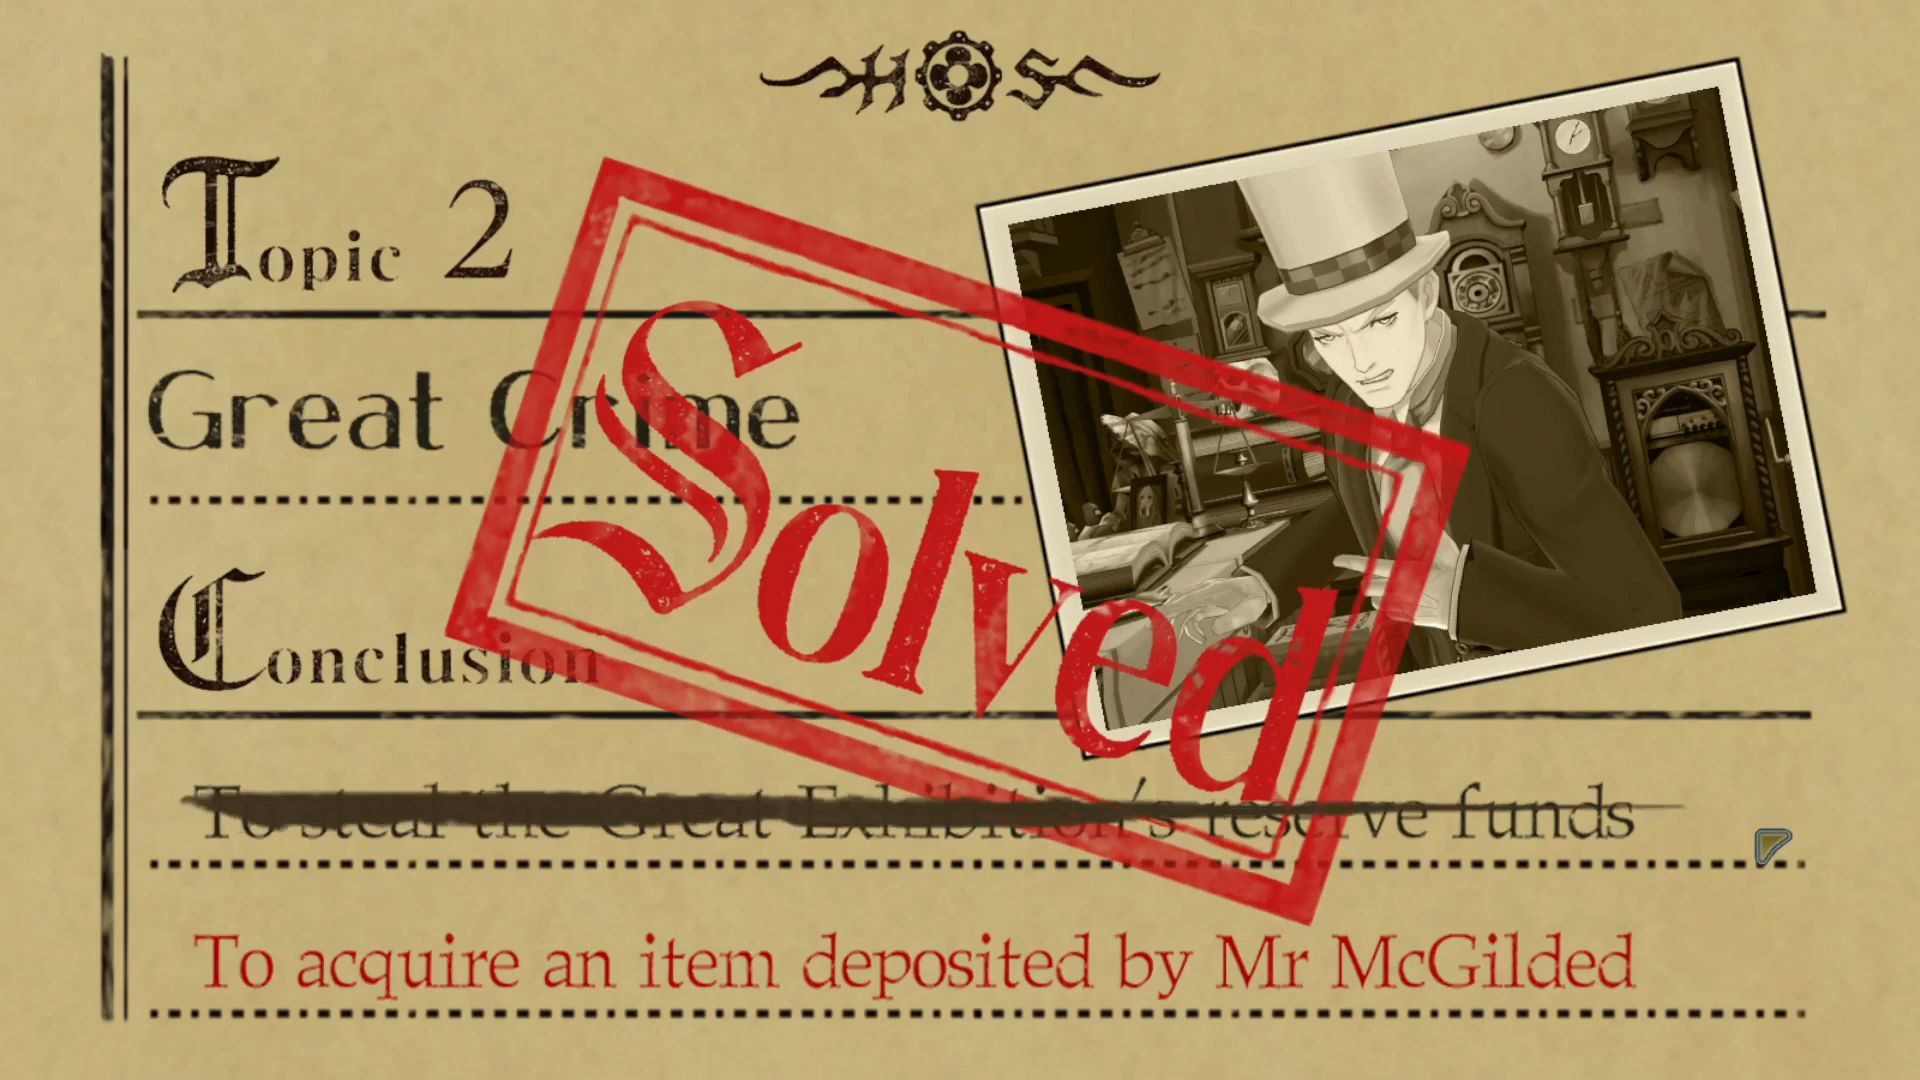 HS
Topic 2
Great Crime
Solved
Conclusion
To steal the Great Exhibition's reserve funds
To acquire an item deposited by Mr McGilded